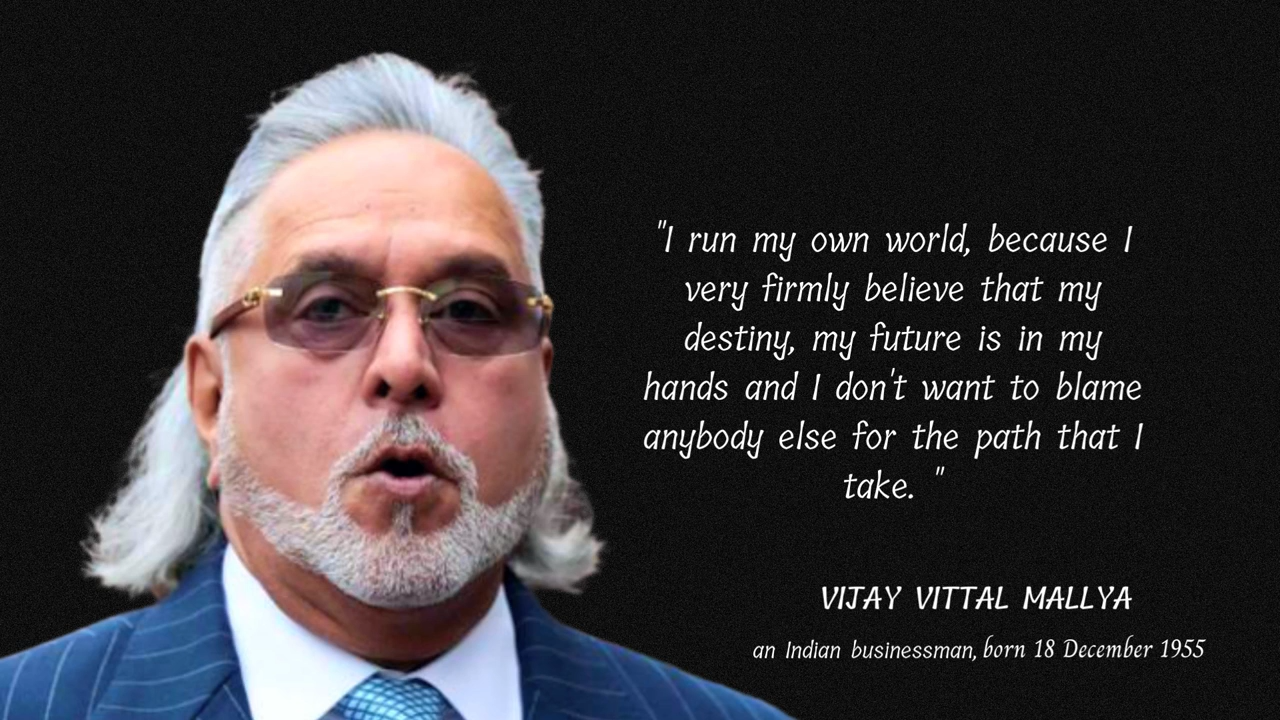 "I run my own world, because I
very firmly believe that my
destiny, my future is in my
hands and I don't want to blame
anybody else for the path that I
take. "
VIJAY VITTAL MALLYA
an Indian businessman, born 18 December 1955